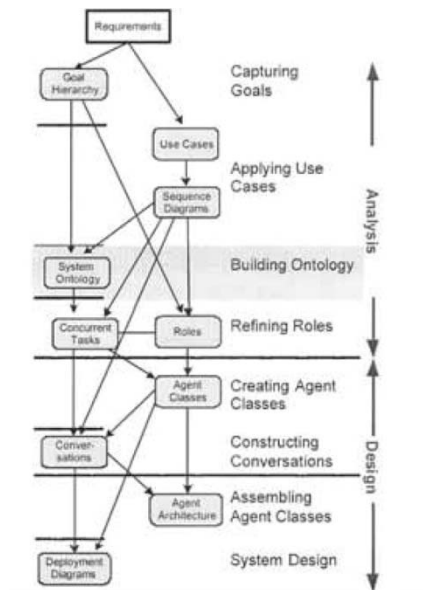 Requirements
Goal
Hierarchy
Capturing
Goals
Use Cases
Applying Use
Cases
Sequence
Diagrams
Analysis
System
Ontology
Building Ontology
Concurrent
Tasks
Roles
Refining Roles
Agent
Classes
Creating Agent
Classes
Conver-
sations
Constructing
Conversations
Design
Agent
Architecture
Assembling
Agent Classes
Deployment
Diagrams
System Design